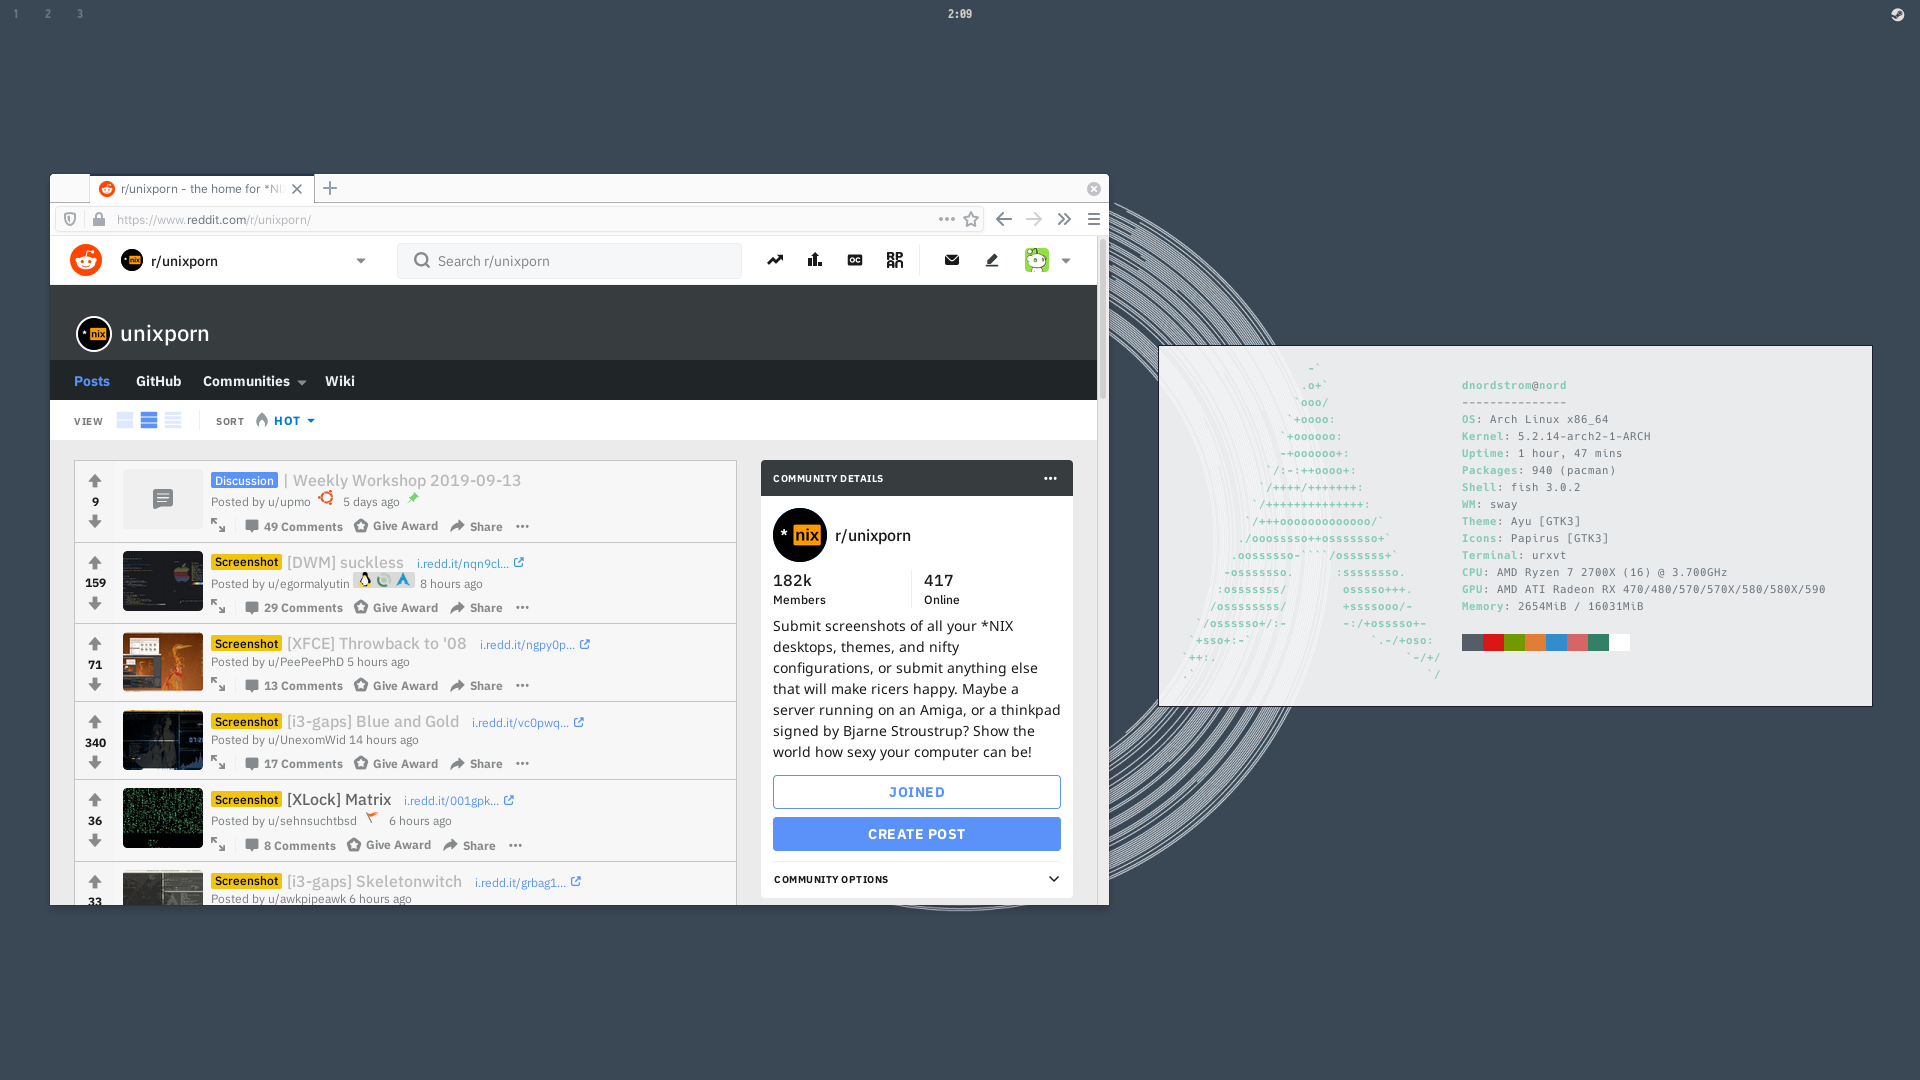 1 2 3
2:09
r/unixporn - the home for *NI
https://www.reddit.com/r/unixporn/
r/unixporn
Search r/unixporn
OC
RPAN
nix
unixporn
Posts GitHub Communities Wiki
VIEW SORT HOT
9
Discussion | Weekly Workshop 2019-09-13
Posted by u/upmo 5 days ago
49 Comments Give Award Share
159
Screenshot [DWM] suckless i.redd.it/nqn9cl...
Posted by u/egormalyutin 8 hours ago
29 Comments Give Award Share
71
Screenshot [XFCE] Throwback to '08 i.redd.it/ngpy0p...
Posted by u/PeePeePhD 5 hours ago
13 Comments Give Award Share
340
Screenshot [i3-gaps] Blue and Gold i.redd.it/vc0pwq...
Posted by u/UnexomWid 14 hours ago
17 Comments Give Award Share
36
Screenshot [XLock] Matrix i.redd.it/001gpk...
Posted by u/sehnsuchtbsd 6 hours ago
8 Comments Give Award Share
33
Screenshot [i3-gaps] Skeletonwitch i.redd.it/grbag1...
Posted by u/awkpipeawk 6 hours ago
COMMUNITY DETAILS
* nix r/unixporn
182k 417
Members Online
Submit screenshots of all your *NIX
desktops, themes, and nifty
configurations, or submit anything else
that will make ricers happy. Maybe a
server running on an Amiga, or a thinkpad
signed by Bjarne Stroustrup? Show the
world how sexy your computer can be!
JOINED
CREATE POST
COMMUNITY OPTIONS
dnordstrom@nord
---------------
OS: Arch Linux x86_64
Kernel: 5.2.14-arch2-1-ARCH
Uptime: 1 hour, 47 mins
Packages: 940 (pacman)
Shell: fish 3.0.2
WM: sway
Theme: Ayu [GTK3]
Icons: Papirus [GTK3]
Terminal: urxvt
CPU: AMD Ryzen 7 2700X (16) @ 3.700GHz
GPU: AMD ATI Radeon RX 470/480/570/570X/580/580X/590
Memory: 2654MiB / 16031MiB